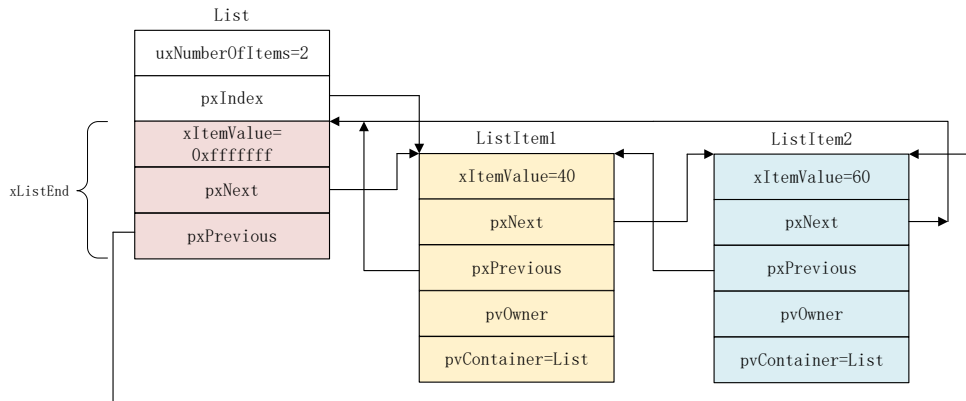 List
uxNumberOfItems=2
pxIndex
xItemValue=
0xfffffff
pxNext
pxPrevious
xListEnd
ListItem1
xItemValue=40
pxNext
pxPrevious
pvOwner
pvContainer=List
ListItem2
xItemValue=60
pxNext
pxPrevious
pvOwner
pvContainer=List